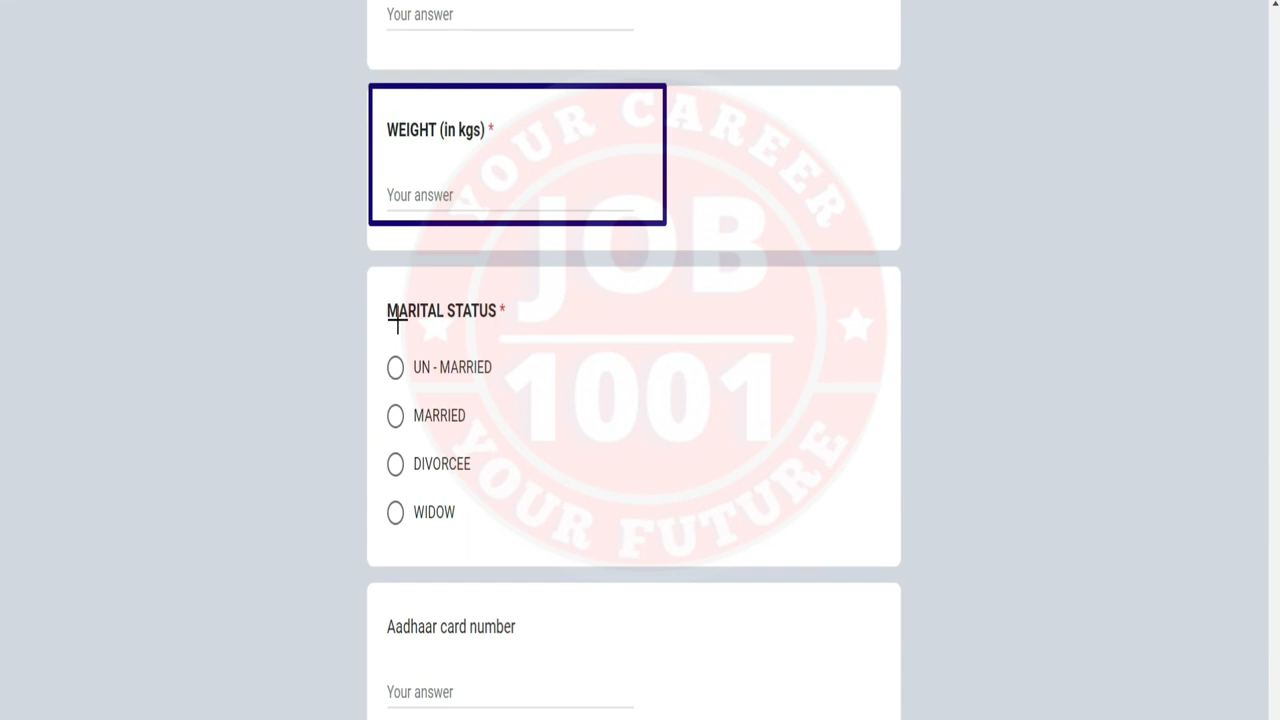 Your answer
WEIGHT (in kgs) *
Your answer
MARITAL STATUS *
UN - MARRIED
MARRIED
DIVORCEE
WIDOW
Aadhaar card number
Your answer
YOUR CAREER
JOB
1001
YOUR FUTURE